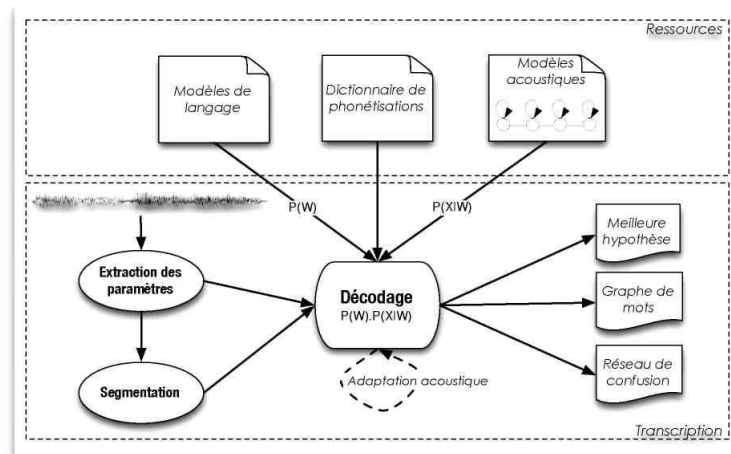 Ressources
Modèles de
langage
Dictionnaire de
phonétisations
Modèles
acoustiques
P(W)
P(X|W)
Extraction des
paramètres
Segmentation
Décodage
P(W).P(X|W)
Adaptation acoustique
Meilleure
hypothèse
Graphe de
mots
Réseau de
confusion
Transcription